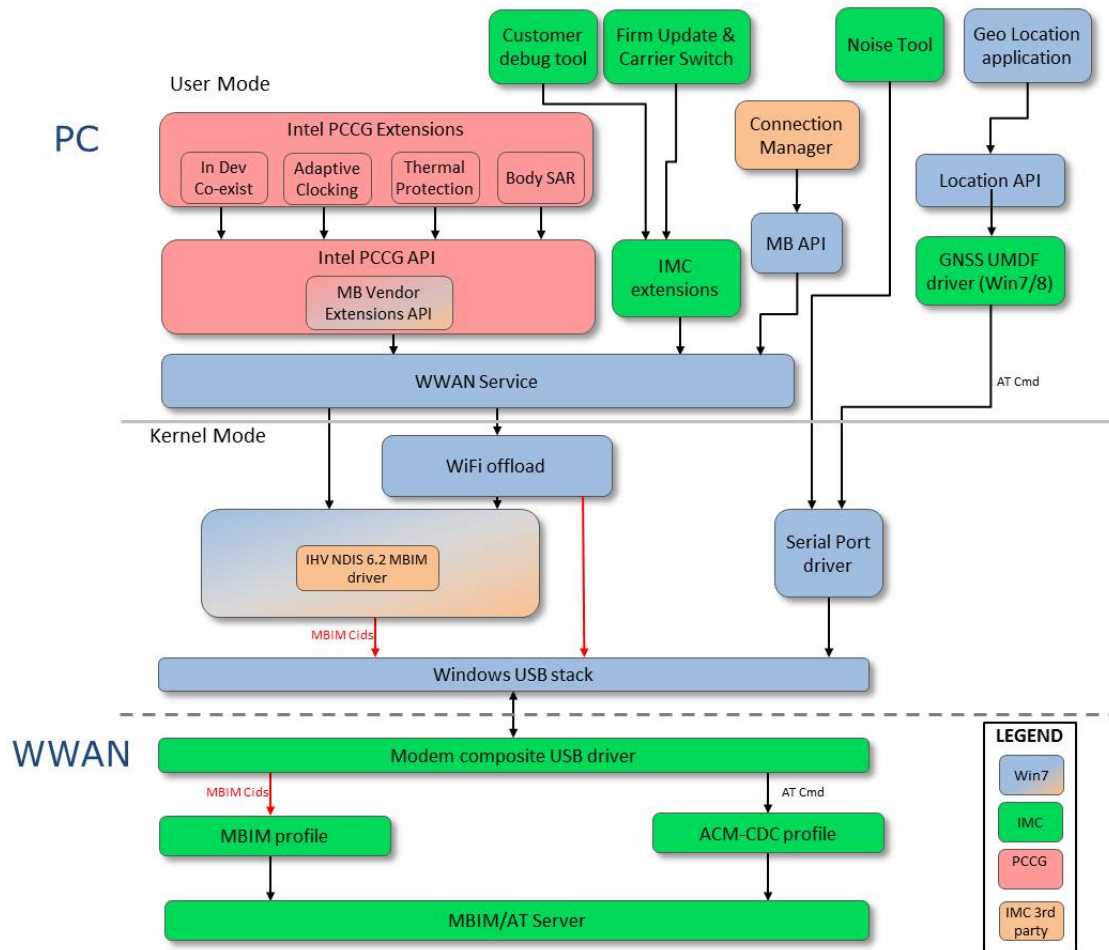 Customer
debug tool
Firm Update &
Carrier Switch
Noise Tool
Geo Location
application
User Mode
PC
Intel PCCG Extensions
In Dev
Co-exist
Adaptive
Clocking
Thermal
Protection
Body SAR
Connection
Manager
Location API
Intel PCCG API
MB Vendor
Extensions API
IMC
extensions
MB API
GNSS UMDF
driver (Win7/8)
WWAN Service
AT Cmd
Kernel Mode
WiFi offload
IHV NDIS 6.2 MBIM
driver
Serial Port
driver
MBIM Cids
Windows USB stack
WWAN
Modem composite USB driver
MBIM Cids
AT Cmd
MBIM profile
ACM-CDC profile
MBIM/AT Server
LEGEND
Win7
IMC
PCCG
IMC 3rd
party